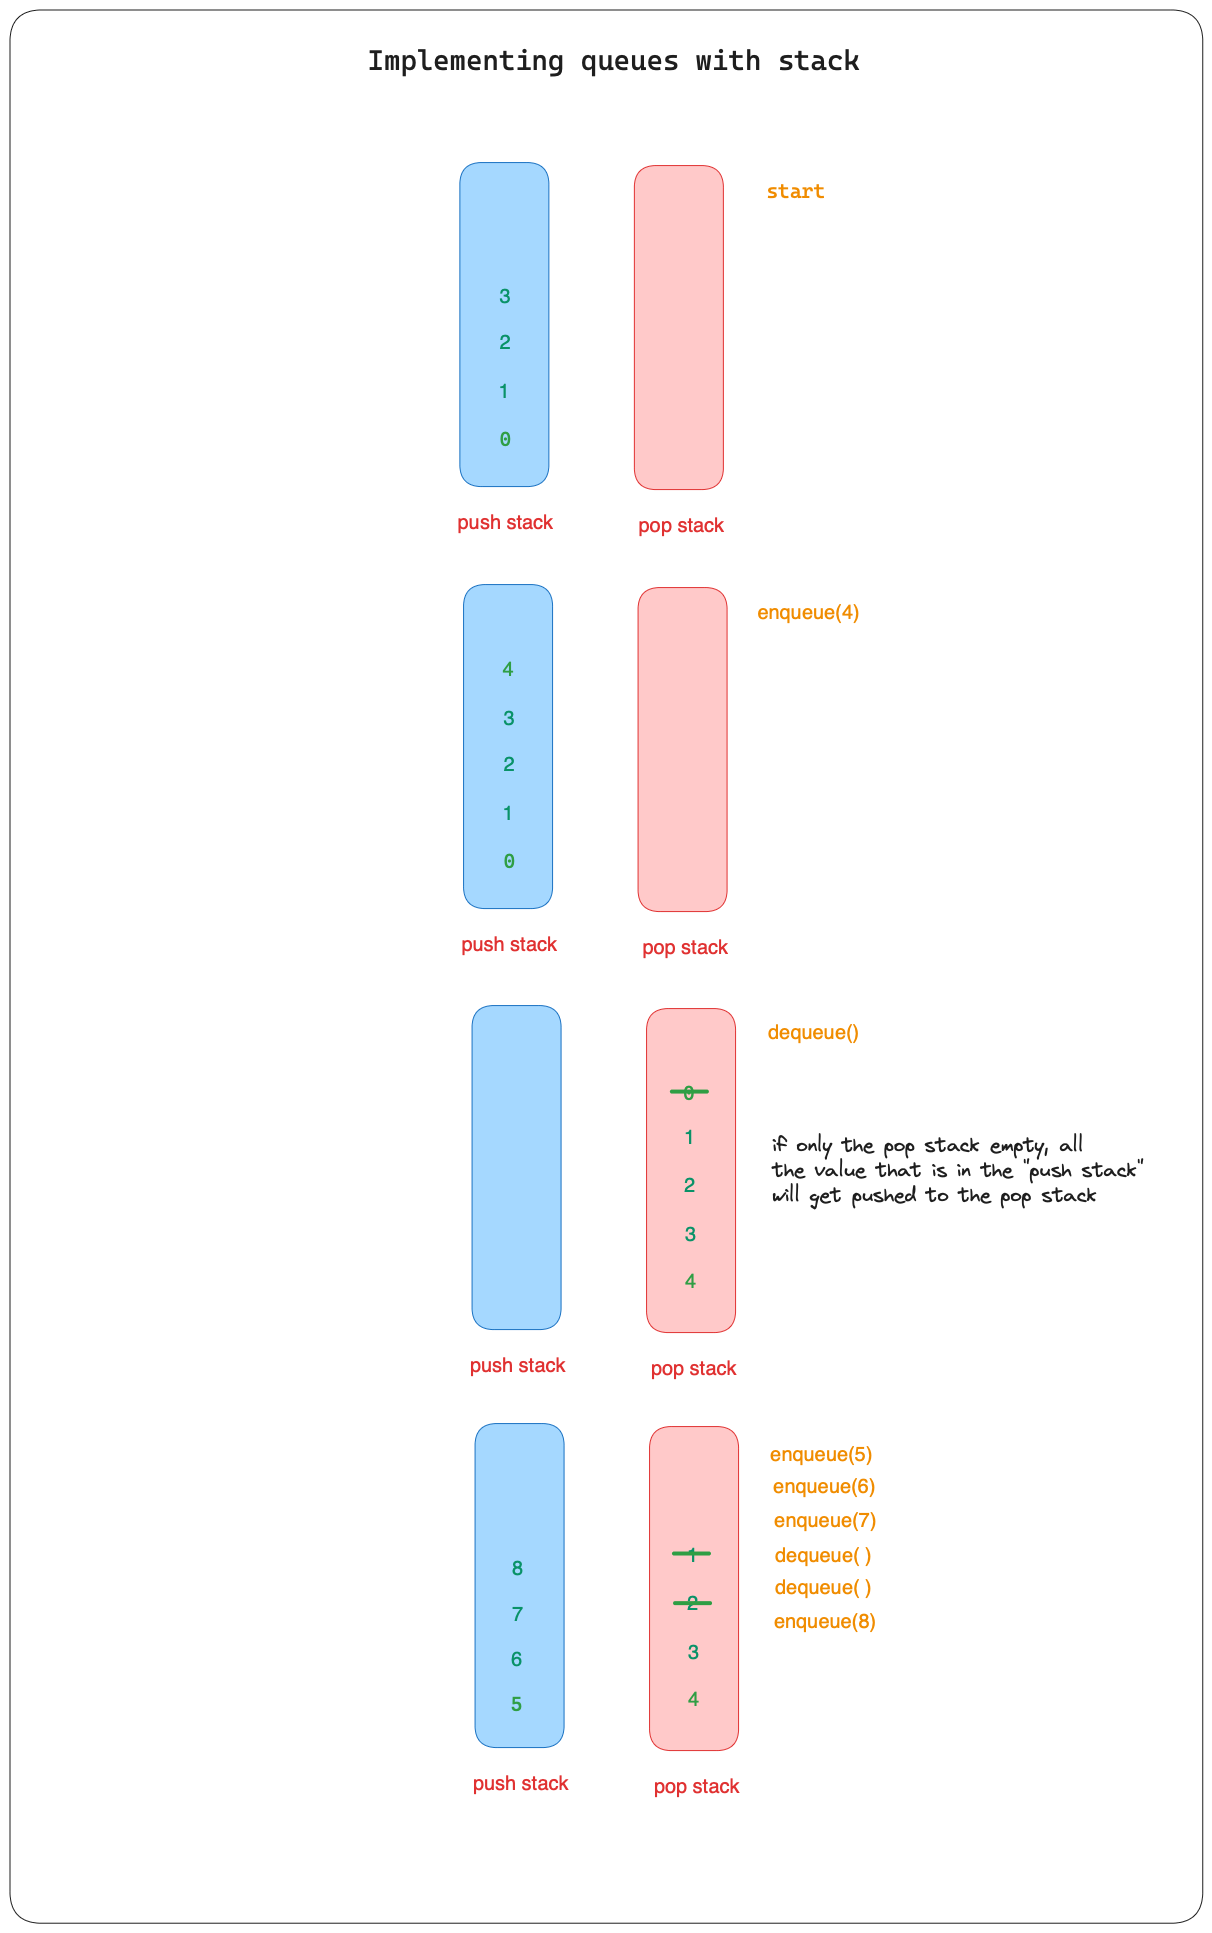 Implementing queues with stack
start
3
2
1
0
push stack
pop stack
enqueue(4)
4
3
2
1
0
push stack
pop stack
dequeue()
0
1
2
3
4
if only the pop stack empty, all
the value that is in the "push stack"
will get pushed to the pop stack
push stack
pop stack
8
7
6
5
1
2
3
4
enqueue(5)
enqueue(6)
enqueue(7)
dequeue( )
dequeue( )
enqueue(8)
push stack
pop stack